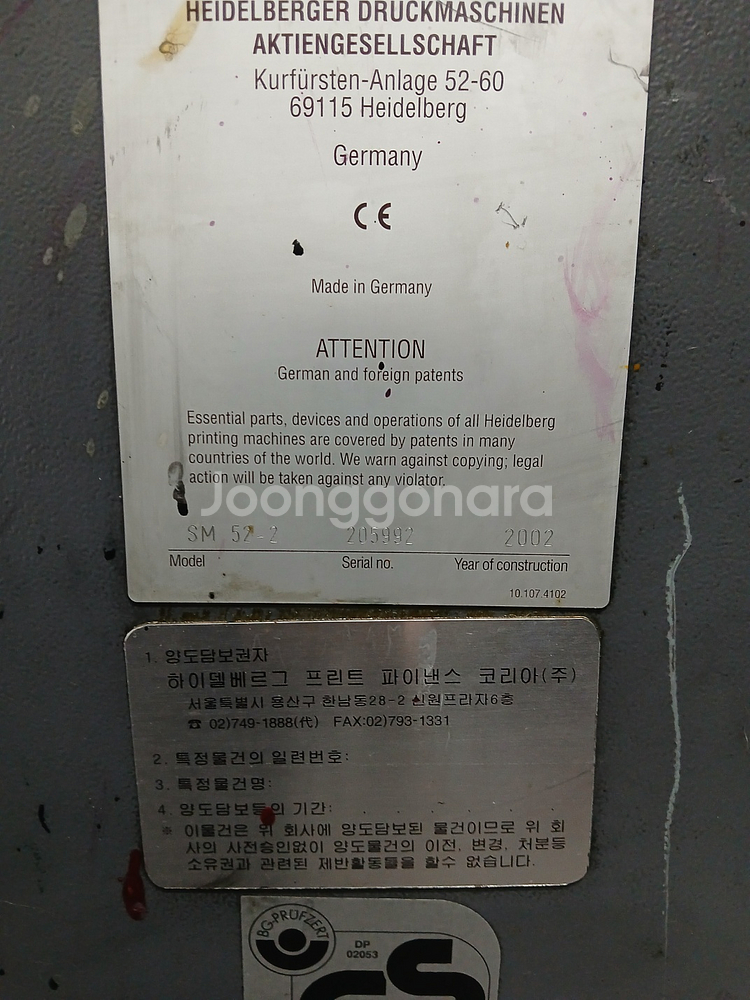 HEIDELBERGER DRUCKMASCHINEN
AKTIENGESELLSCHAFT
Kurfürsten-Anlage 52-60
69115 Heidelberg
Germany
CE
Made in Germany
ATTENTION
German and foreign patents
Essential parts, devices and operations of all Heidelberg
printing machines are covered by patents in many
countries of the world. We warn against copying; legal
action will be taken against any violator.
Joonggonara
SM 52-2 205992 2002
Model Serial no. Year of construction
10.107.4102
1. 양도담보권자
하이델베르그 프린트 파이낸스 코리아(주)
서울특별시 용산구 한남동28-2 신원프라자6층
☎ 02)749-1888(代) FAX:02)793-1331
2. 특정물건의 일련번호:
3. 특정물건명:
4. 양도담보등의 기간: . . . . . .
※ 이물건은 위 회사에 양도담보된 물건이므로 위 회
사의 사전승인없이 양도물건의 이전, 변경, 처분등
소유권과 관련된 제반활동들을 할수 없습니다.
BG-PRÜFZERT
DP
02053
GS